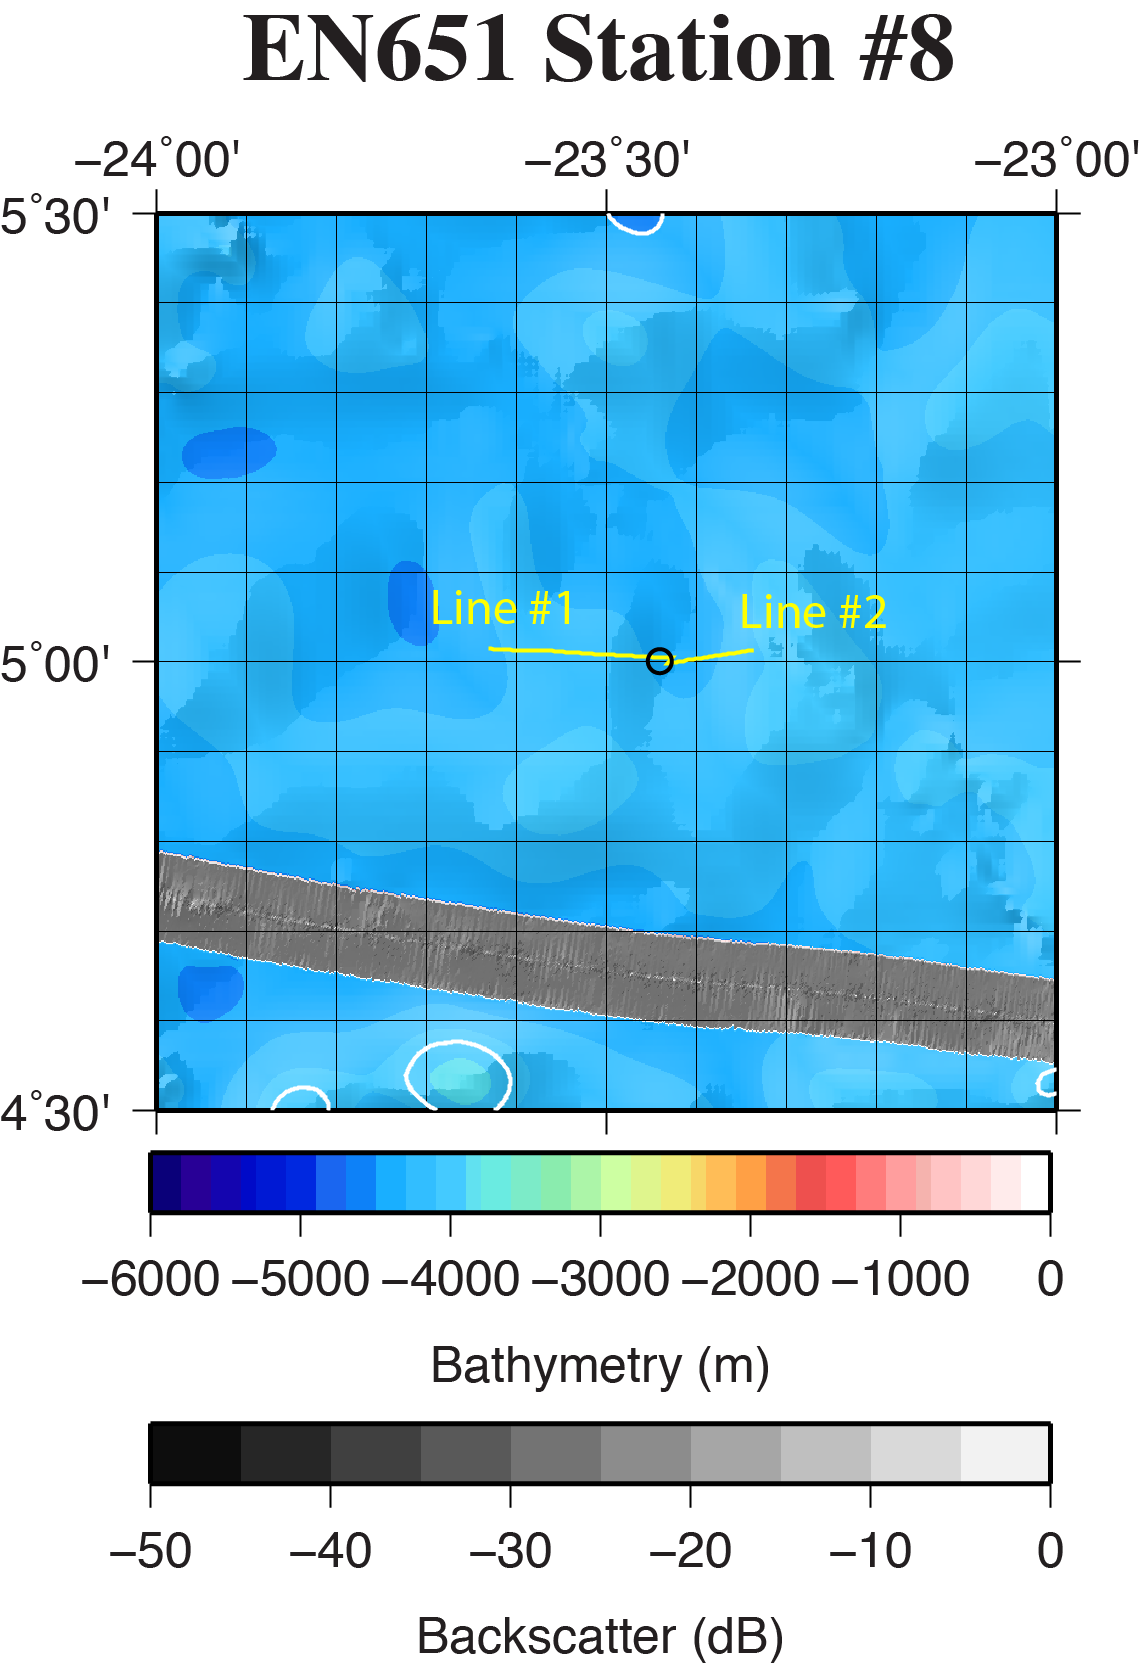 EN651 Station #8
−24°00' −23°30' −23°00'
5°30'
Line #1 Line #2
5°00'
4°30'
−6000 −5000 −4000 −3000 −2000 −1000 0
Bathymetry (m)
−50 −40 −30 −20 −10 0
Backscatter (dB)